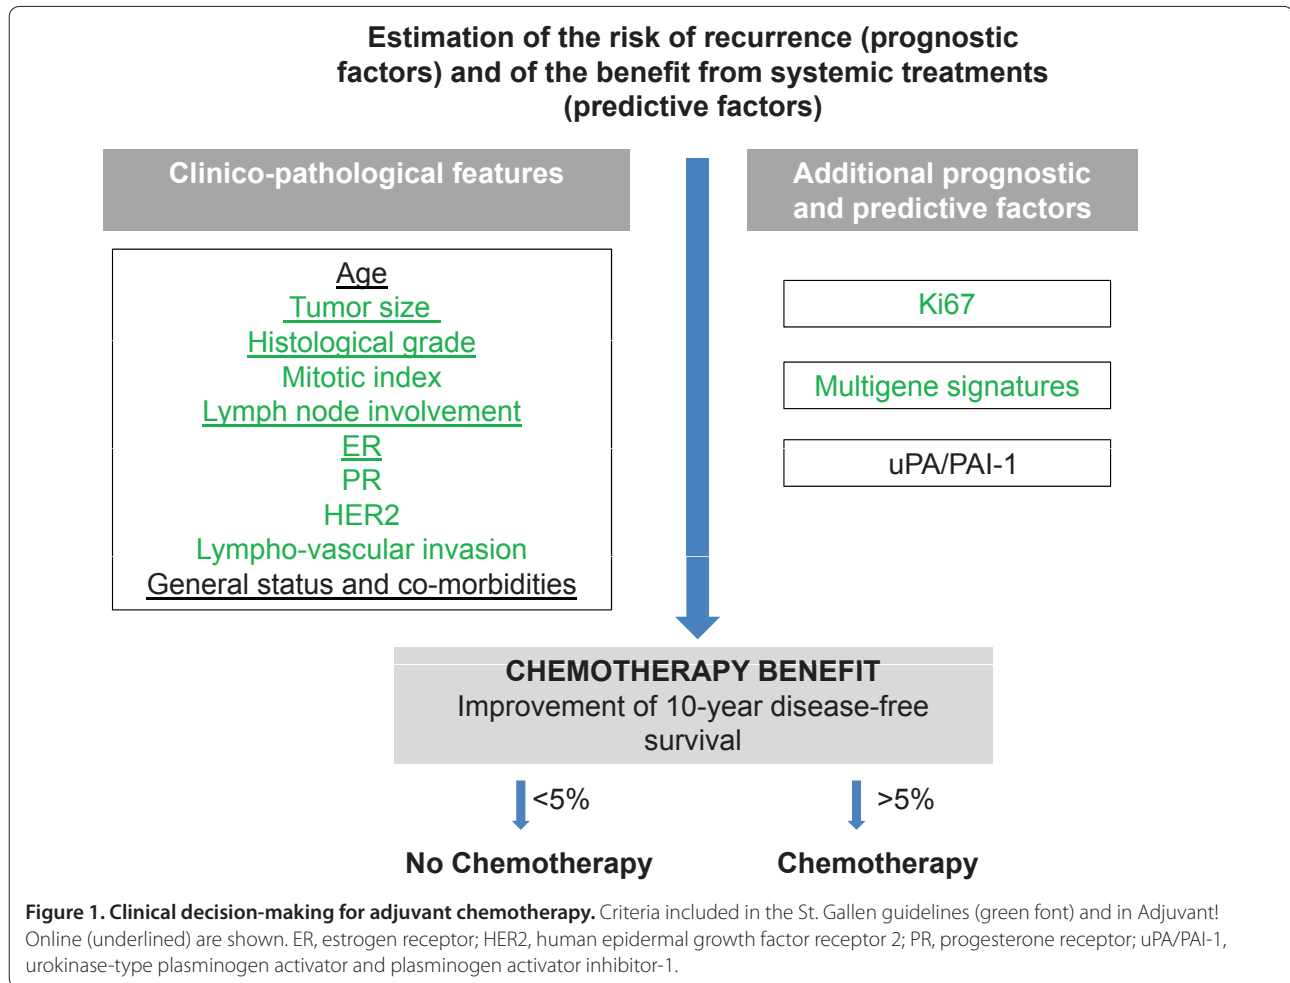 Estimation of the risk of recurrence (prognostic
factors) and of the benefit from systemic treatments
(predictive factors)
Clinico-pathological features
Age
Tumor size
Histological grade
Mitotic index
Lymph node involvement
ER
PR
HER2
Lympho-vascular invasion
General status and co-morbidities
Additional prognostic
and predictive factors
Ki67
Multigene signatures
uPA/PAI-1
CHEMOTHERAPY BENEFIT
Improvement of 10-year disease-free
survival
<5%
>5%
No Chemotherapy
Chemotherapy
Figure 1. Clinical decision-making for adjuvant chemotherapy. Criteria included in the St. Gallen guidelines (green font) and in Adjuvant!
Online (underlined) are shown. ER, estrogen receptor; HER2, human epidermal growth factor receptor 2; PR, progesterone receptor; uPA/PAI-1,
urokinase-type plasminogen activator and plasminogen activator inhibitor-1.